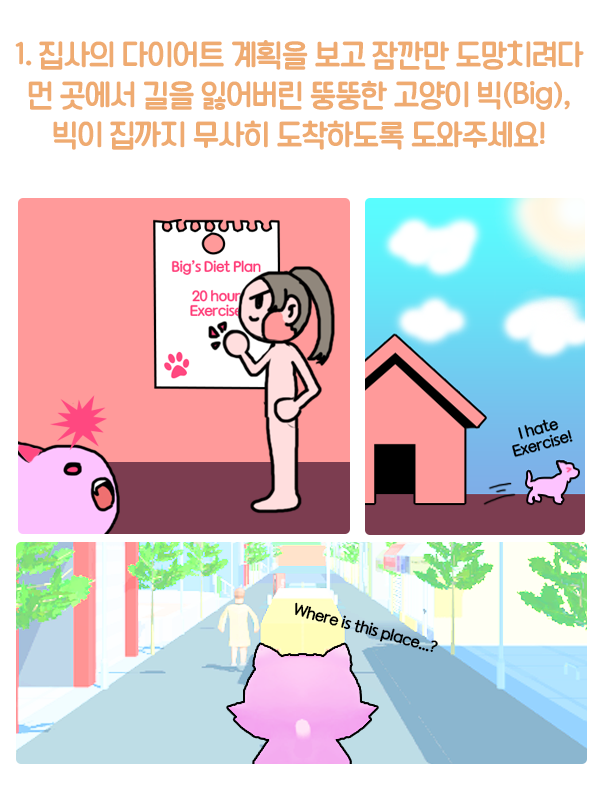 1. 집사의 다이어트 계획을 보고 잠깐만 도망치려다
먼 곳에서 길을 잃어버린 뚱뚱한 고양이 빅(Big),
빅이 집까지 무사히 도착하도록 도와주세요!
Big's Diet Plan
20 hour
Exercise
I hate
Exercise!
Where is this place...?